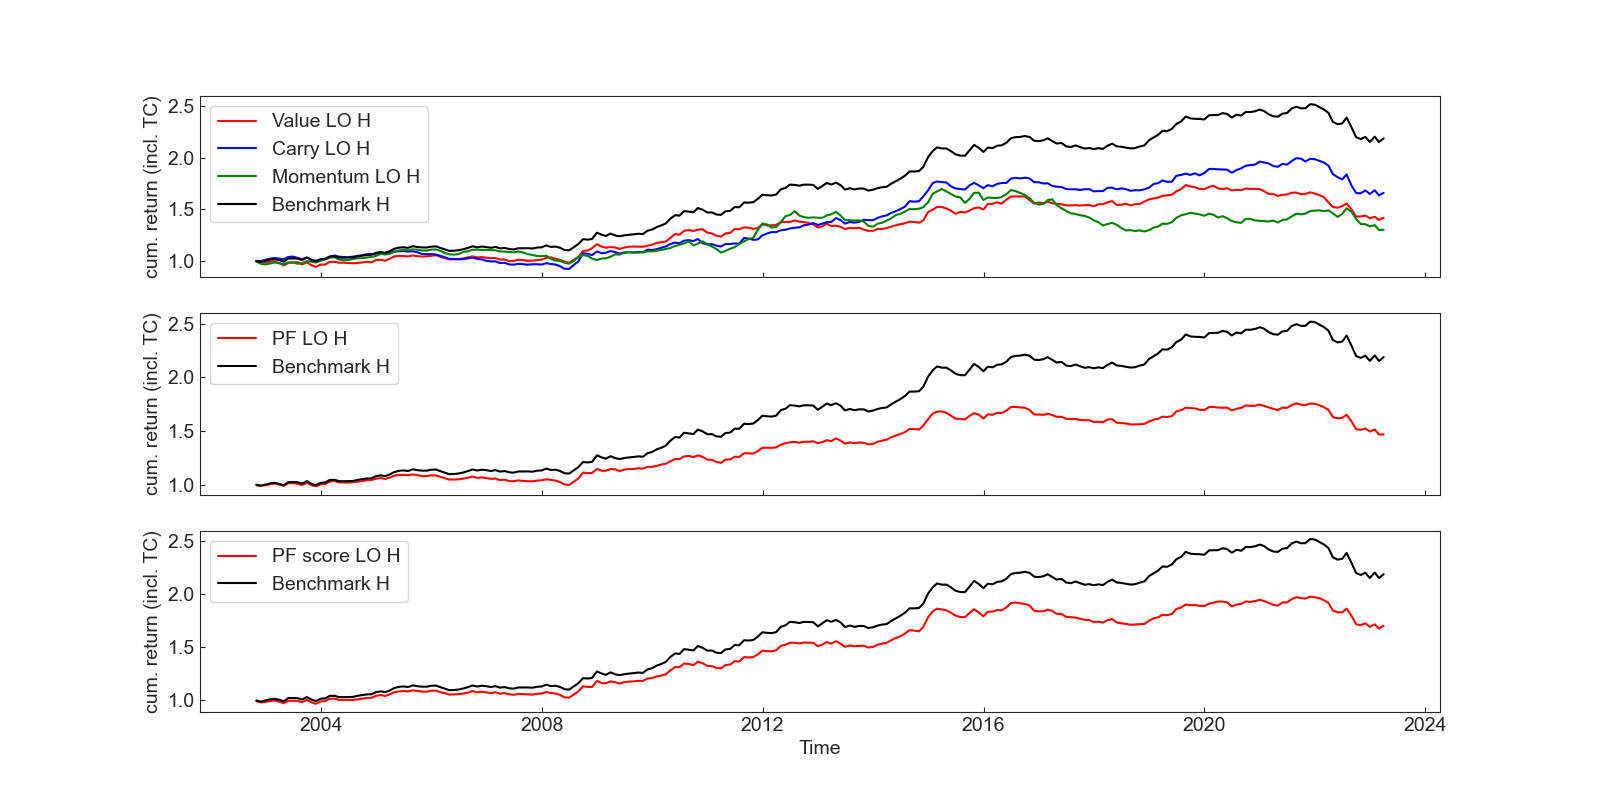 cum. return (incl. TC)
2.5
2.0
1.5
1.0
Value LO H
Carry LO H
Momentum LO H
Benchmark H
cum. return (incl. TC)
2.5
2.0
1.5
1.0
PF LO H
Benchmark H
cum. return (incl. TC)
2.5
2.0
1.5
1.0
PF score LO H
Benchmark H
2004 2008 2012 2016 2020 2024
Time